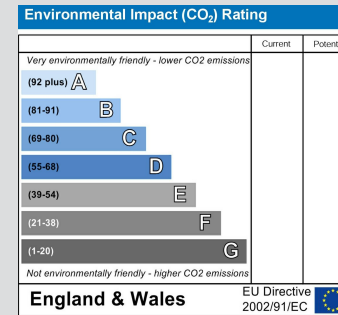 Environmental Impact (CO₂) Rating
Current Potent
Very environmentally friendly - lower CO2 emissions
(92 plus) A
(81-91) B
(69-80) C
(55-68) D
(39-54) E
(21-38) F
(1-20) G
Not environmentally friendly - higher CO2 emissions
England & Wales
EU Directive
2002/91/EC